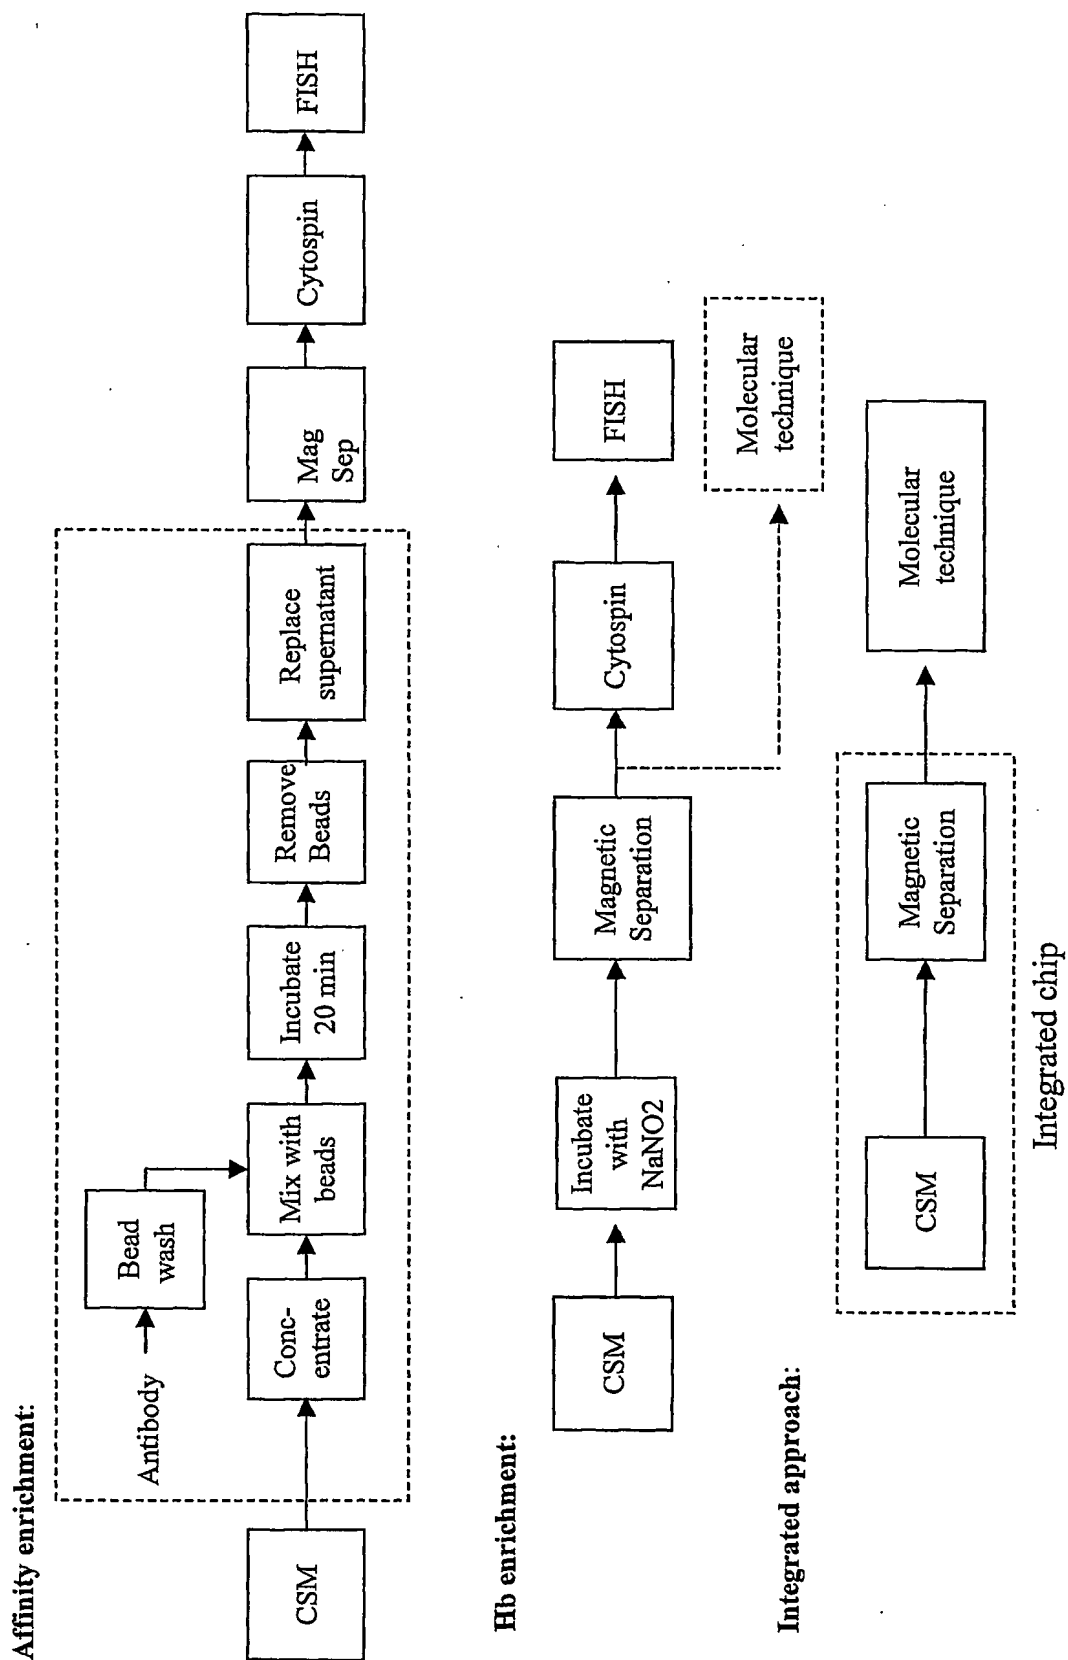 Affinity enrichment:
Antibody
Bead
wash
CSM
Conc-
entrate
Mix with
beads
Incubate
20 min
Remove
Beads
Replace
supernatant
Mag
Sep
Cytospin
FISH
Hb enrichment:
CSM
Incubate
with
NaNO2
Magnetic
Separation
Cytospin
FISH
Molecular
technique
Integrated approach:
CSM
Magnetic
Separation
Molecular
technique
Integrated chip